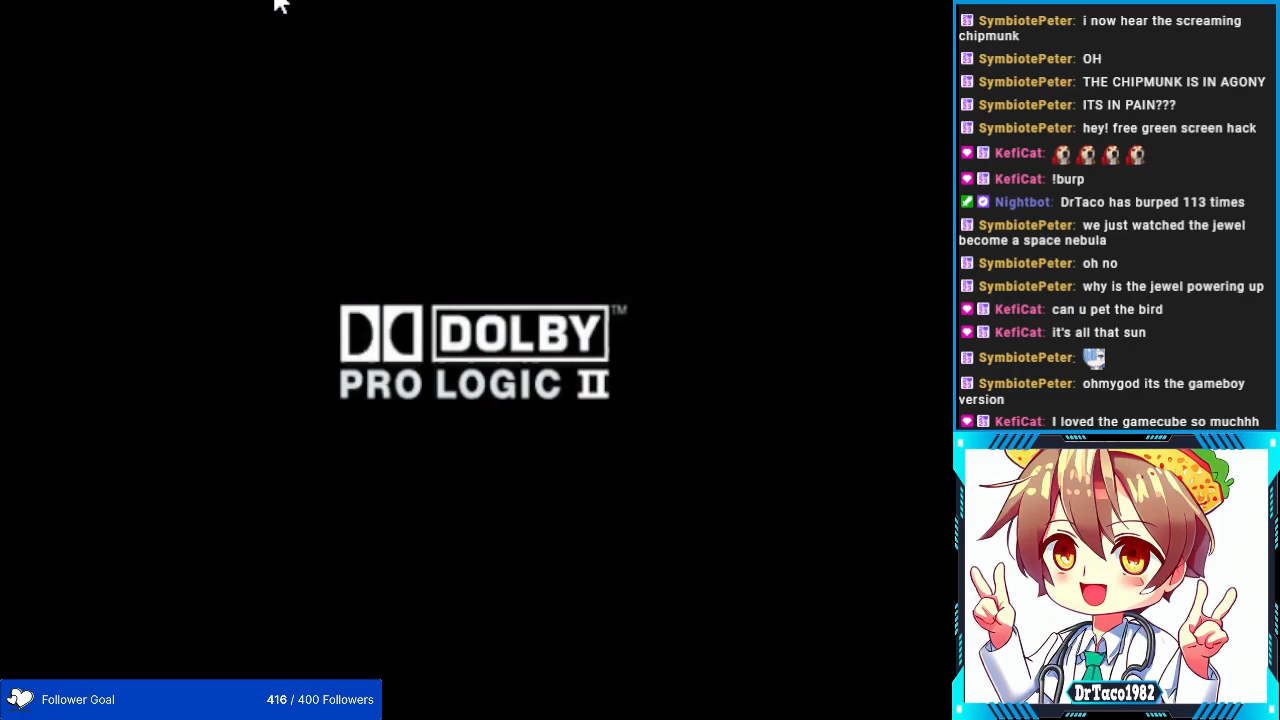 DOLBY™
PRO LOGIC II
Follower Goal
416 / 400 Followers
SymbiotePeter: i now hear the screaming
chipmunk
SymbiotePeter: OH
SymbiotePeter: THE CHIPMUNK IS IN AGONY
SymbiotePeter: ITS IN PAIN???
SymbiotePeter: hey! free green screen hack
KefiCat:
KefiCat: !burp
Nightbot: DrTaco has burped 113 times
SymbiotePeter: we just watched the jewel
become a space nebula
SymbiotePeter: oh no
SymbiotePeter: why is the jewel powering up
KefiCat: can u pet the bird
KefiCat: it's all that sun
SymbiotePeter:
SymbiotePeter: ohmygod its the gameboy
version
KefiCat: I loved the gamecube so muchhh
DrTaco1982